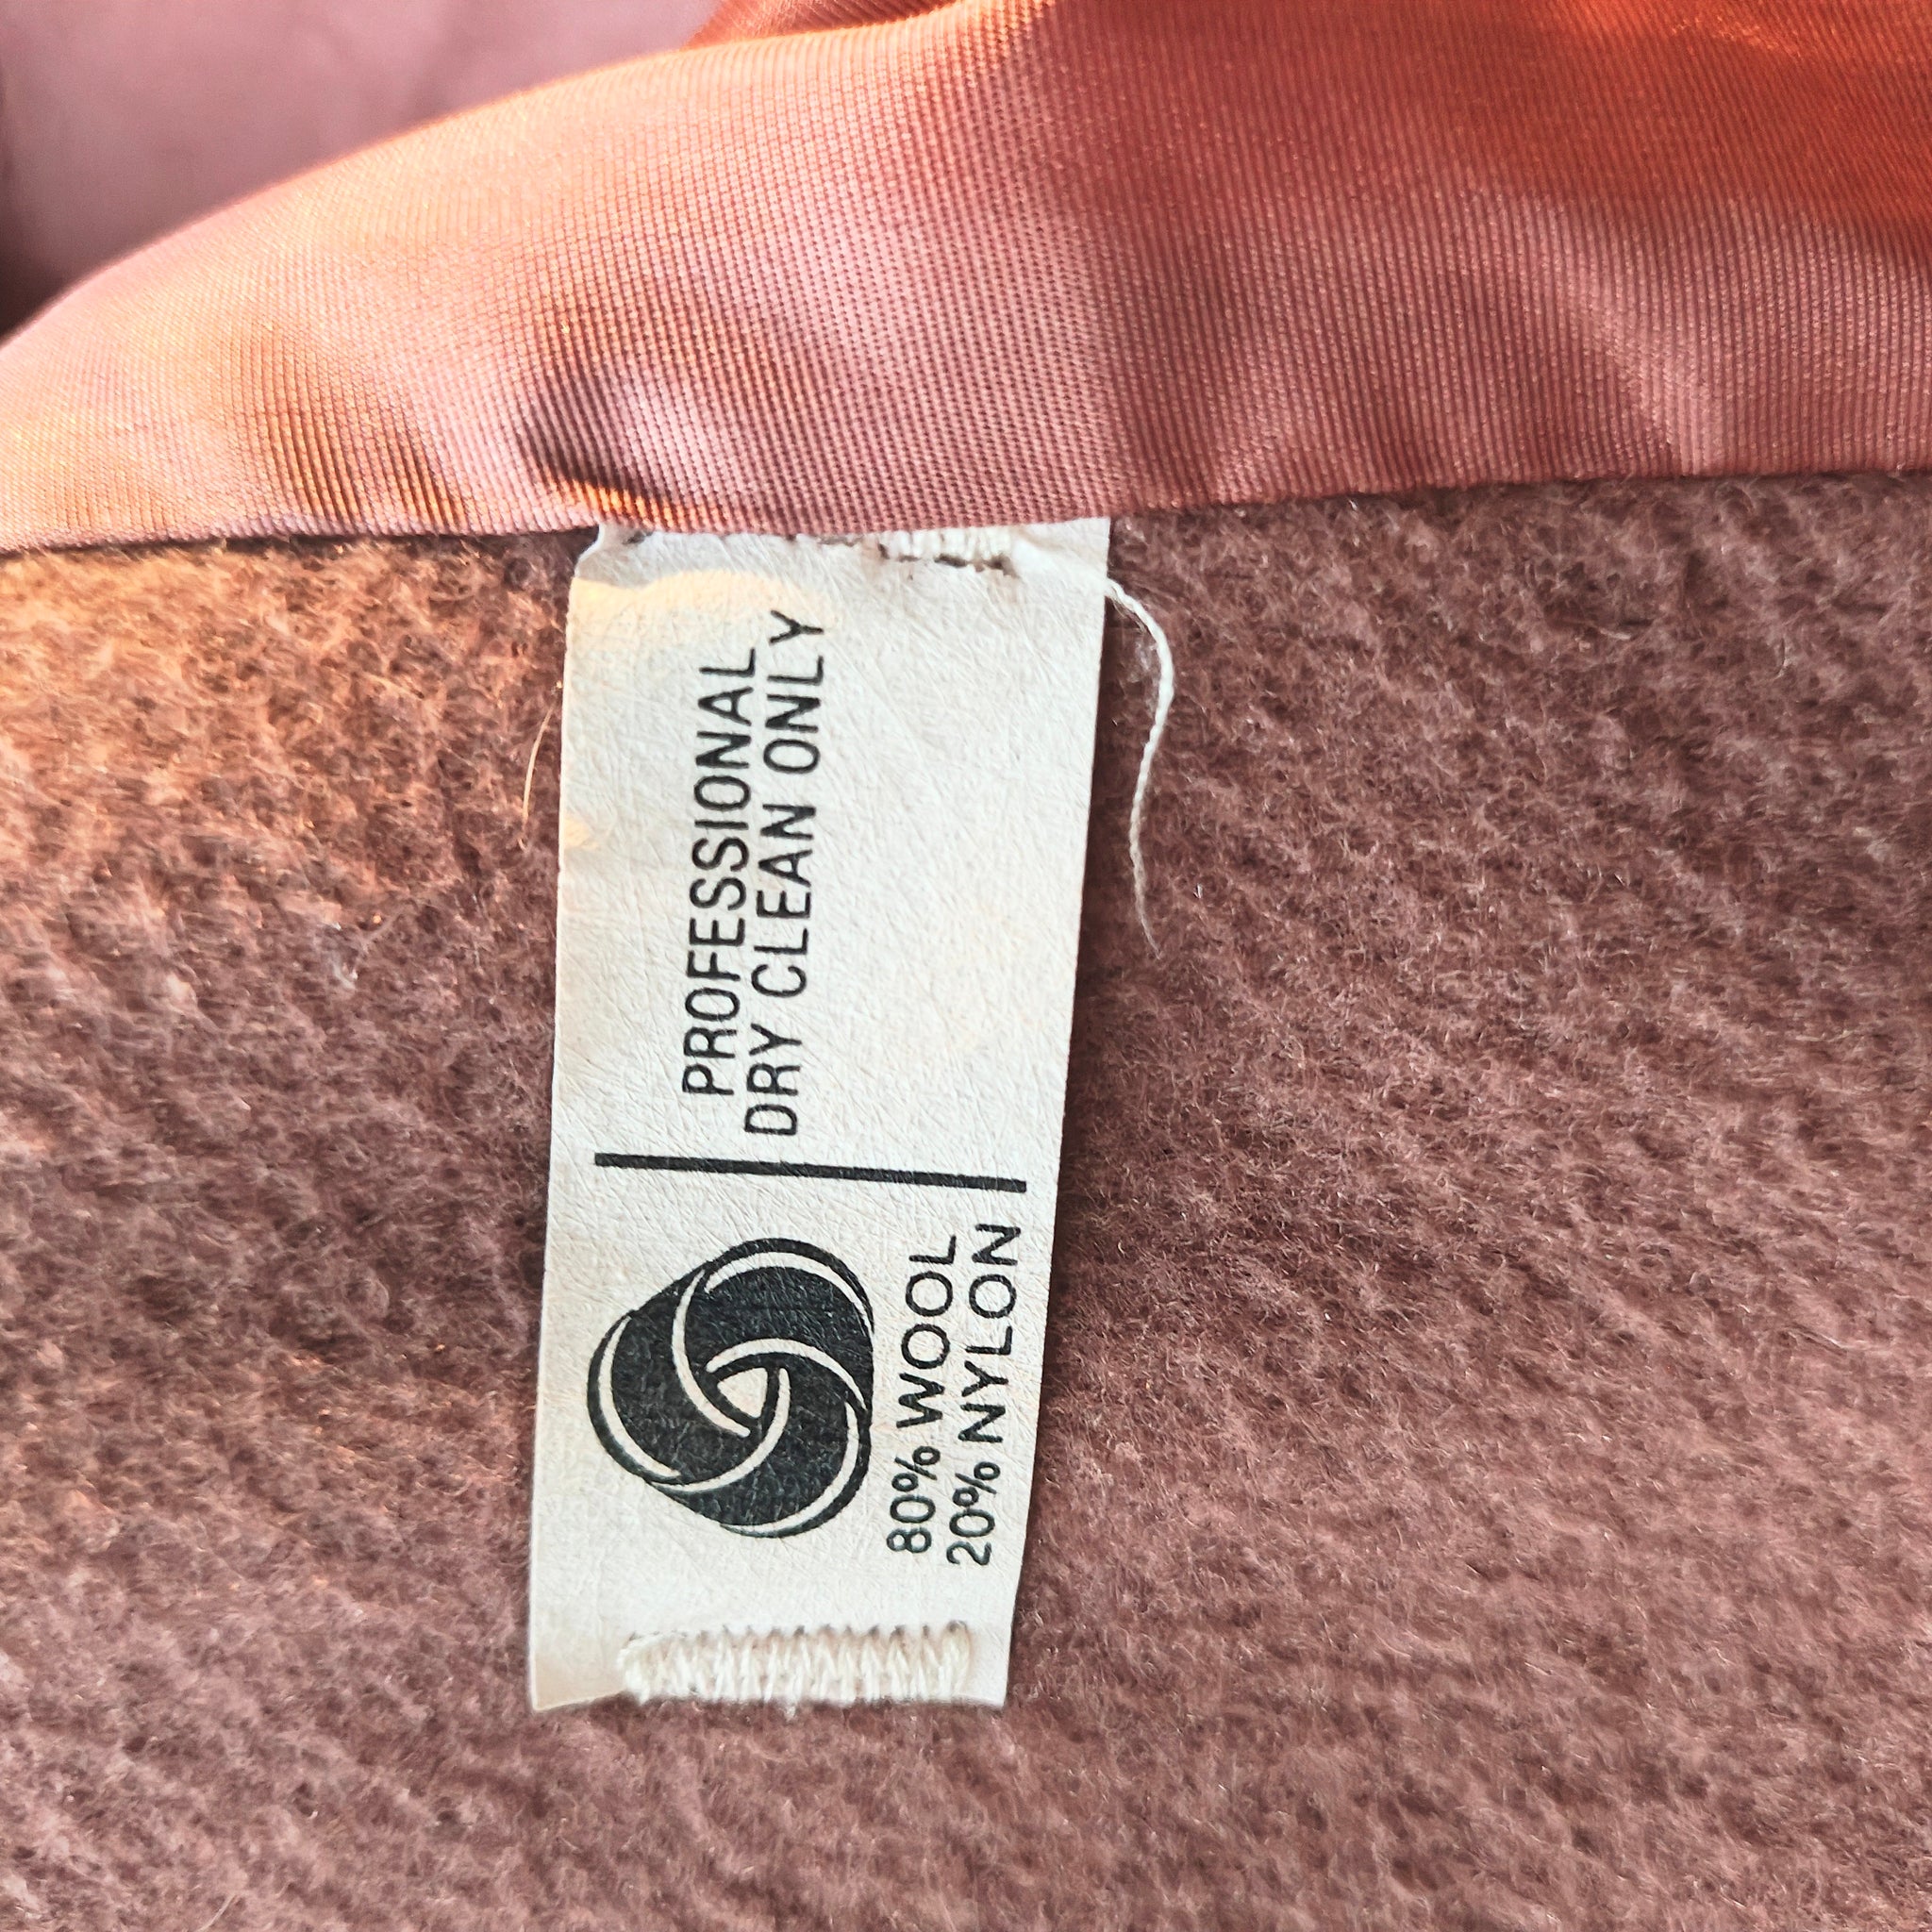 PROFESSIONAL
DRY CLEAN ONLY
80% WOOL
20% NYLON